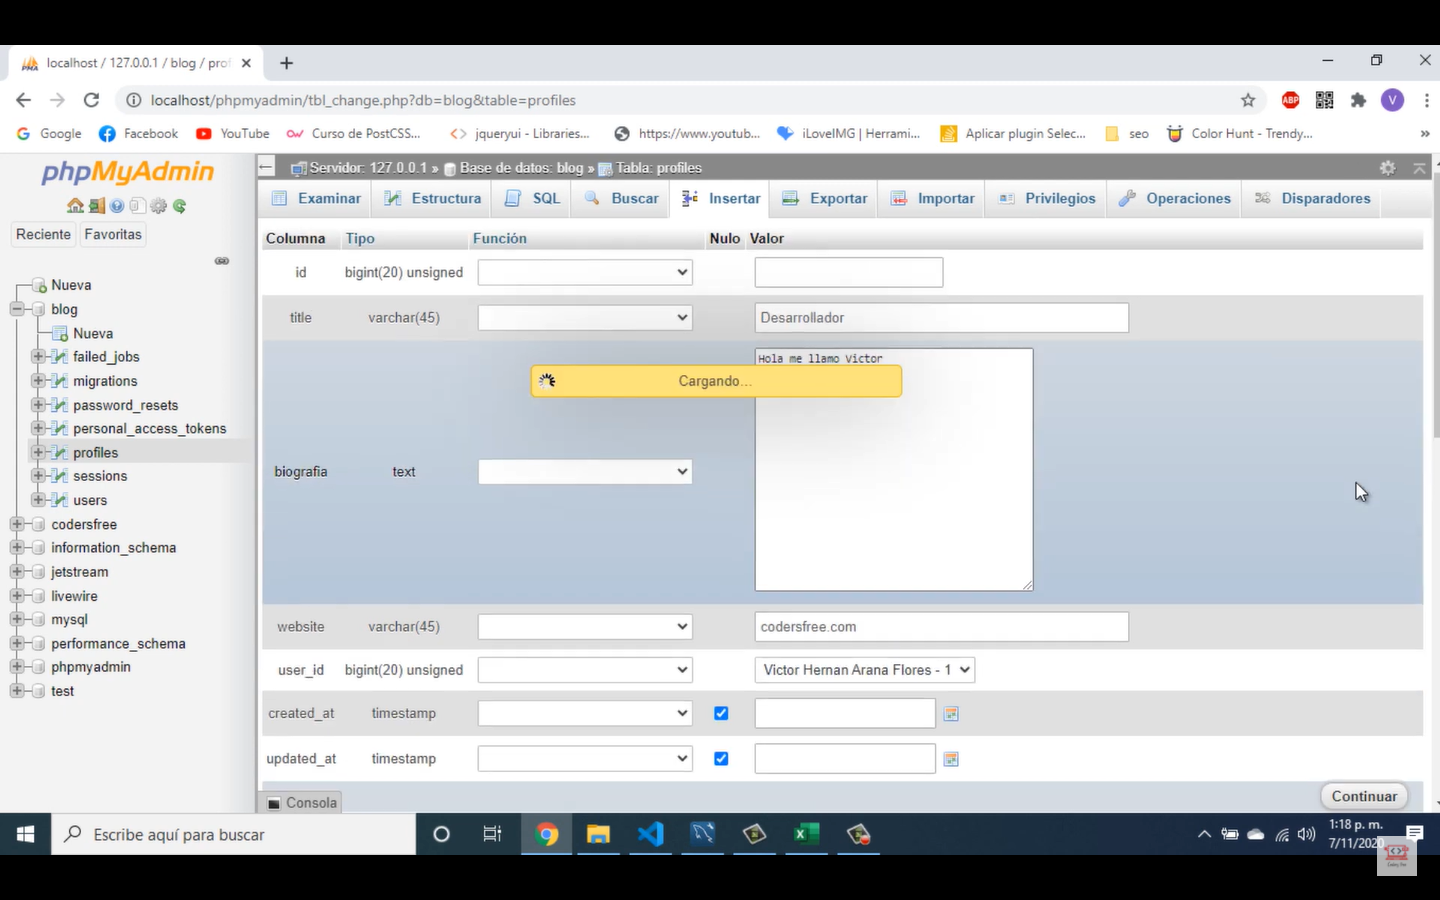 localhost / 127.0.0.1 / blog / prof
localhost/phpmyadmin/tbl_change.php?db=blog&table=profiles
ABP
V
Google
Facebook
YouTube
Curso de PostCSS...
jqueryui - Libraries...
https://www.youtub...
iLoveIMG | Herrami...
Aplicar plugin Selec...
seo
Color Hunt - Trendy...
»
phpMyAdmin
Reciente
Favoritas
Nueva
blog
Nueva
failed_jobs
migrations
password_resets
personal_access_tokens
profiles
sessions
users
codersfree
information_schema
jetstream
livewire
mysql
performance_schema
phpmyadmin
test
Servidor: 127.0.0.1 » Base de datos: blog » Tabla: profiles
Examinar
Estructura
SQL
Buscar
Insertar
Exportar
Importar
Privilegios
Operaciones
Disparadores
Columna Tipo Función Nulo Valor
id bigint(20) unsigned
title varchar(45) Desarrollador
Hola me llamo Victor
Cargando...
biografia text
website varchar(45) codersfree.com
user_id bigint(20) unsigned Victor Hernan Arana Flores - 1
created_at timestamp
updated_at timestamp
Consola
Continuar
Escribe aquí para buscar
1:18 p. m.
7/11/2020